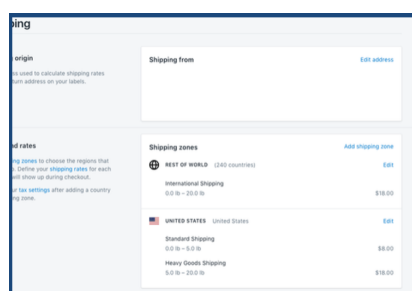 ping
origin
ss used to calculate shipping rates
turn address on your labels.
Shipping from
Edit address
nd rates
ping zones to choose the regions that
. Define your shipping rates for each
will show up during checkout.
ur tax settings after adding a country
ing zone.
Shipping zones
Add shipping zone
REST OF WORLD (240 countries)
Edit
International Shipping
0.0 lb – 20.0 lb
$18.00
UNITED STATES United States
Edit
Standard Shipping
0.0 lb – 5.0 lb
$8.00
Heavy Goods Shipping
5.0 lb – 20.0 lb
$18.00